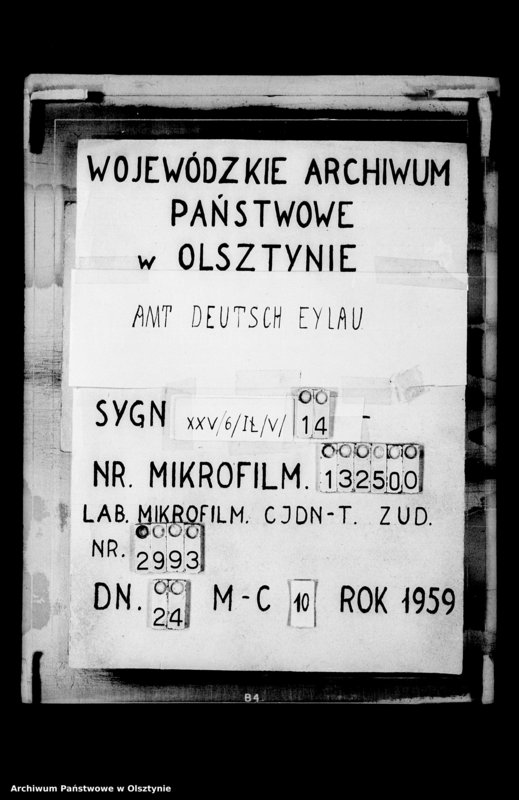 WOJEWÓDZKIE ARCHIWUM
PAŃSTWOWE
w OLSZTYNIE
AMT DEUTSCH EYLAU
SYGN XXV/6/IŁ/V/ 14 -
NR. MIKROFILM. 132500
LAB. MIKROFILM. CJDN-T. ZUD.
NR. 2993
DN. 24 M-C 10 ROK 1959
B4
Archiwum Państwowe w Olsztynie